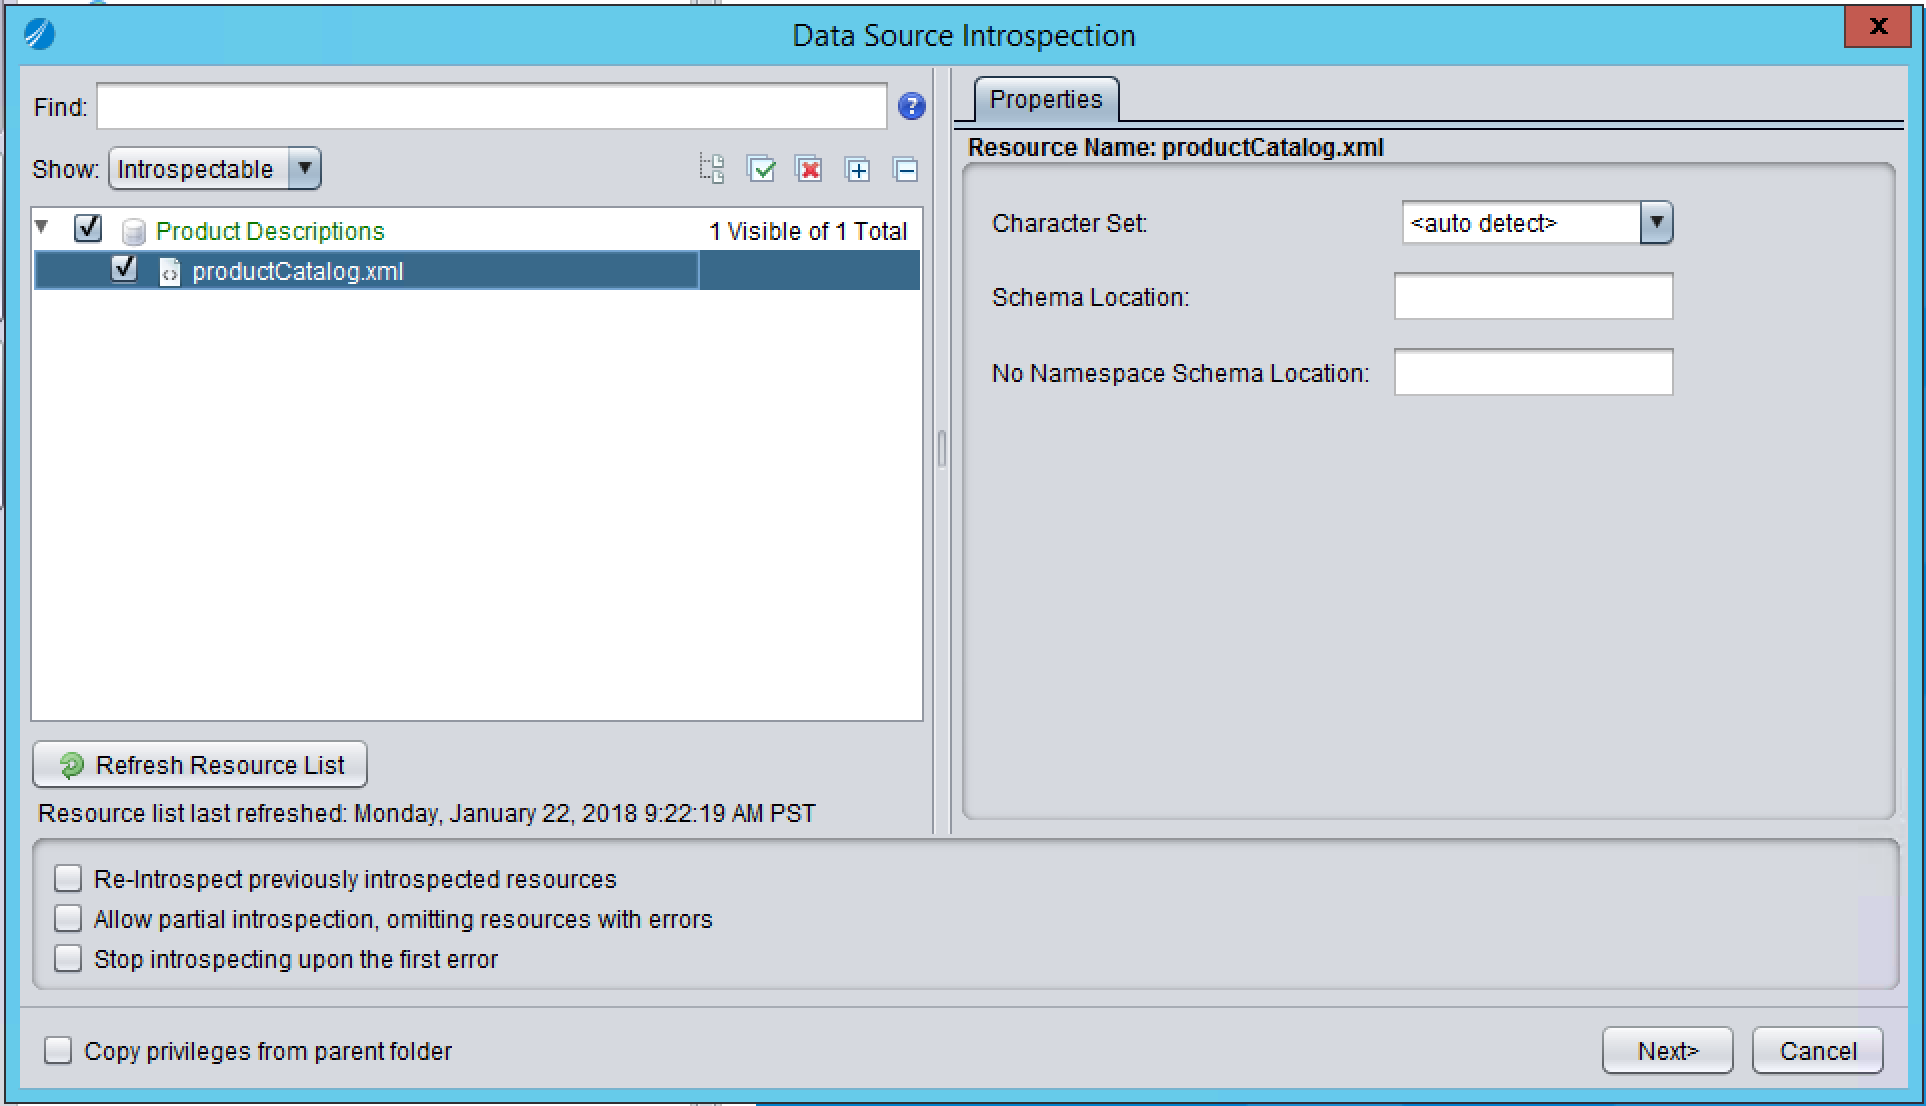 Data Source Introspection
X
Find:
?
Show: Introspectable
Product Descriptions 1 Visible of 1 Total
productCatalog.xml
Refresh Resource List
Resource list last refreshed: Monday, January 22, 2018 9:22:19 AM PST
Properties
Resource Name: productCatalog.xml
Character Set: <auto detect>
Schema Location:
No Namespace Schema Location:
Re-Introspect previously introspected resources
Allow partial introspection, omitting resources with errors
Stop introspecting upon the first error
Copy privileges from parent folder
Next> Cancel